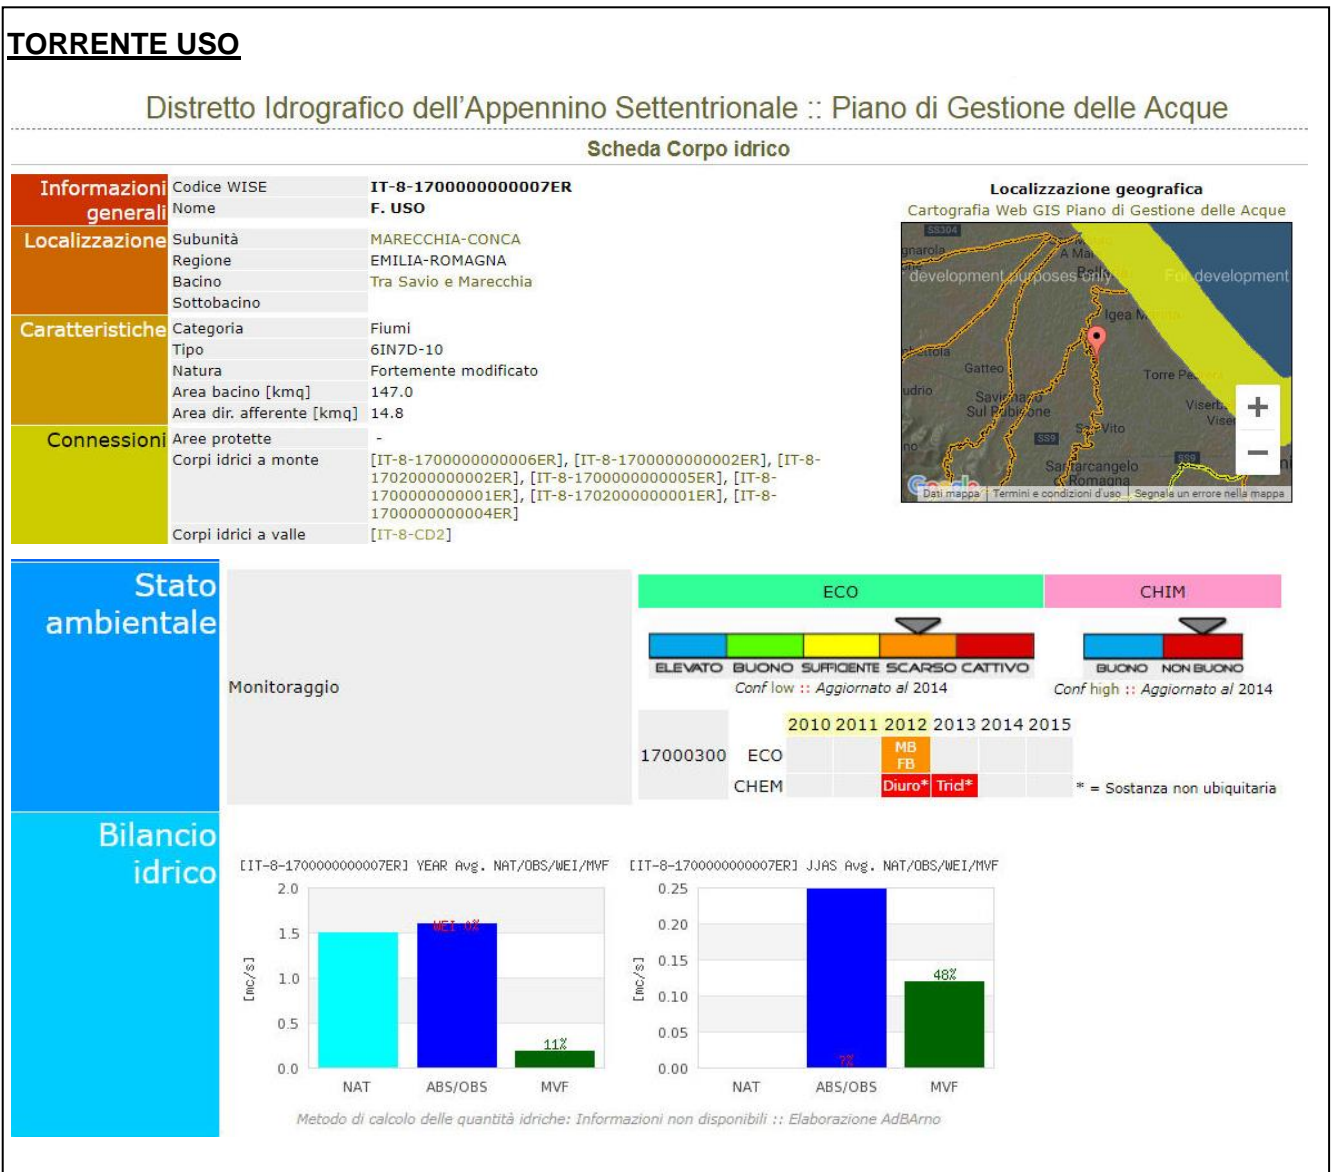 TORRENTE USO
Distretto Idrografico dell'Appennino Settentrionale :: Piano di Gestione delle Acque
Scheda Corpo idrico
Informazioni generali
Codice WISE IT-8-1700000000007ER
Nome F. USO
Localizzazione
Subunità MARECCHIA-CONCA
Regione EMILIA-ROMAGNA
Bacino Tra Savio e Marecchia
Sottobacino
Caratteristiche
Categoria Fiumi
Tipo 6IN7D-10
Natura Fortemente modificato
Area bacino [kmq] 147.0
Area dir. afferente [kmq] 14.8
Connessioni
Aree protette -
Corpi idrici a monte [IT-8-1700000000006ER], [IT-8-1700000000002ER], [IT-8-
1702000000002ER], [IT-8-1700000000005ER], [IT-8-
1700000000001ER], [IT-8-1702000000001ER], [IT-8-
1700000000004ER]
Corpi idrici a valle [IT-8-CD2]
Localizzazione geografica
Cartografia Web GIS Piano di Gestione delle Acque
SS304
gnarola
A Mar
development purposes only
For development
Igea Marina
Gatteo
udrio
Torre Pedrera
Savignano
Sul Rubicone
Viserb
Vise
San Vito
SS9
SS9
Santarcangelo
di Romagna
+
−
Google
Dati mappa Termini e condizioni d'uso Segnala un errore nella mappa
Stato
ambientale
Monitoraggio
ECO CHIM
ELEVATO BUONO SUFFICIENTE SCARSO CATTIVO
BUONO NON BUONO
Conf low :: Aggiornato al 2014
Conf high :: Aggiornato al 2014
2010 2011 2012 2013 2014 2015
17000300 ECO MB
FB
CHEM Diuro* Tricl*
* = Sostanza non ubiquitaria
Bilancio
idrico
[IT-8-1700000000007ER] YEAR Avg. NAT/OBS/WEI/MVF
2.0
1.5
1.0
0.5
0.0
[mc/s]
WEI 0%
11%
NAT ABS/OBS MVF
[IT-8-1700000000007ER] JJAS Avg. NAT/OBS/WEI/MVF
0.25
0.20
0.15
0.10
0.05
0.00
[mc/s]
48%
?%
NAT ABS/OBS MVF
Metodo di calcolo delle quantità idriche: Informazioni non disponibili :: Elaborazione AdBArno